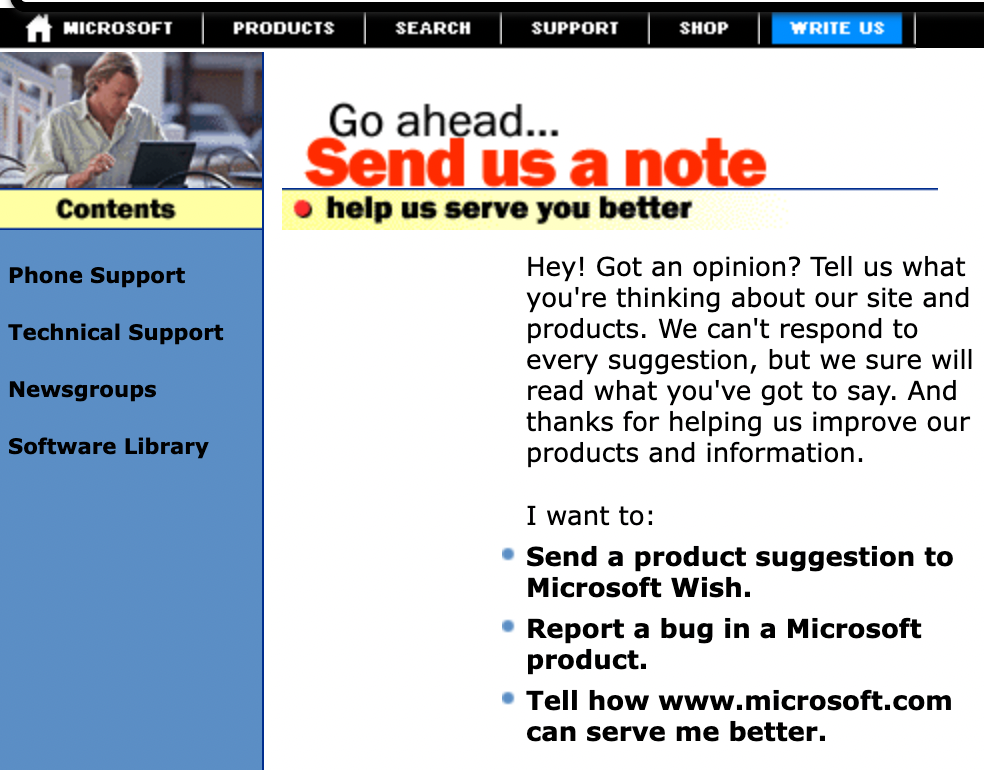 MICROSOFT PRODUCTS SEARCH SUPPORT SHOP WRITE US
Go ahead...
Send us a note
help us serve you better
Contents
Phone Support
Technical Support
Newsgroups
Software Library
Hey! Got an opinion? Tell us what
you're thinking about our site and
products. We can't respond to
every suggestion, but we sure will
read what you've got to say. And
thanks for helping us improve our
products and information.
I want to:
Send a product suggestion to
Microsoft Wish.
Report a bug in a Microsoft
product.
Tell how www.microsoft.com
can serve me better.